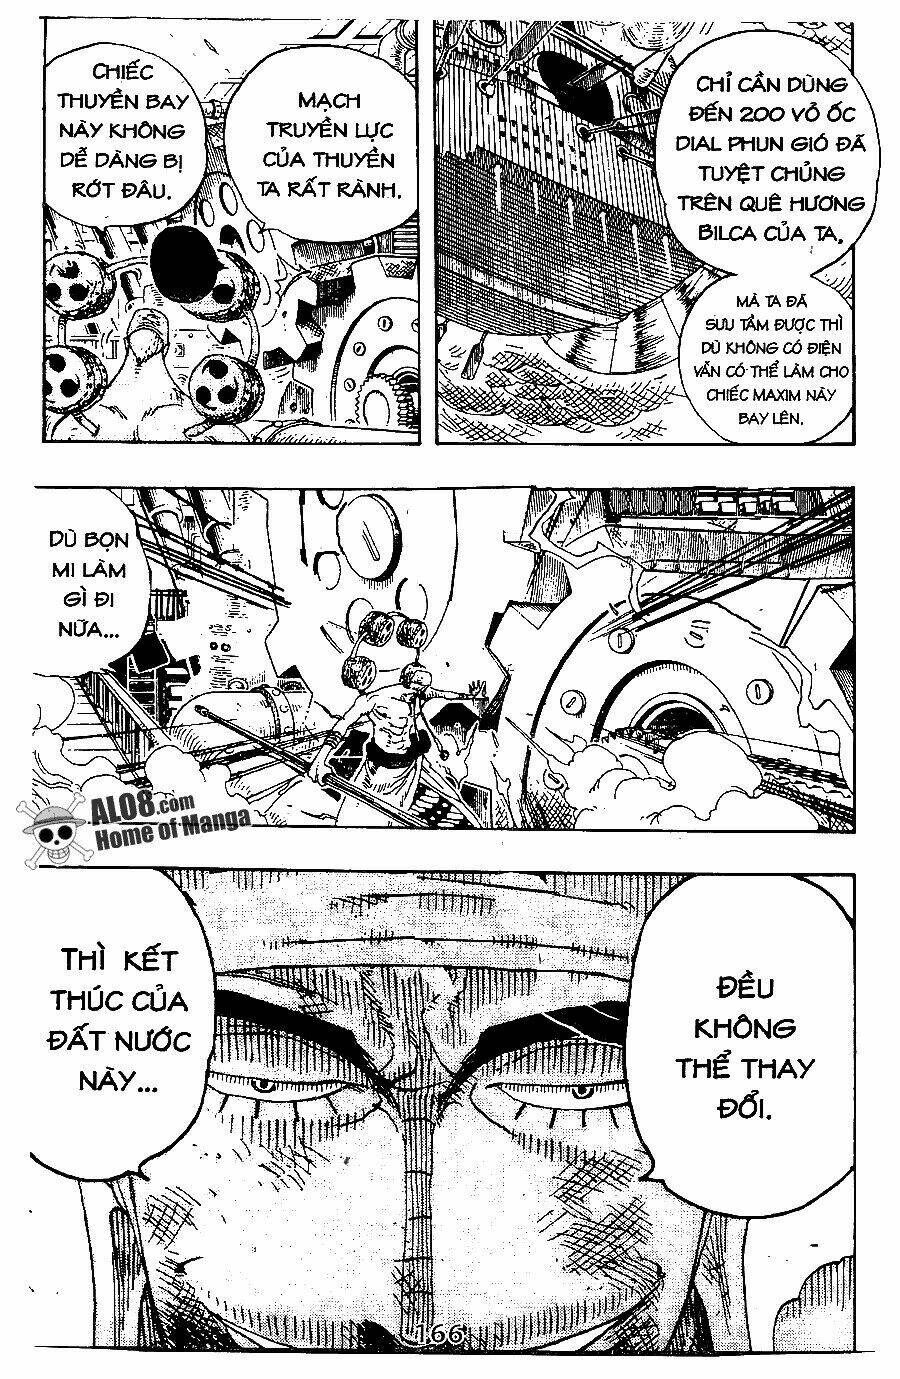 CHIẾC
THUYỀN BAY
NÀY KHÔNG
DỄ DÀNG BỊ
RỚT ĐÂU.
MẠCH
TRUYỀN LỰC
CỦA THUYỀN
TA RẤT RÀNH.
CHỈ CẦN DÙNG
ĐẾN 200 VỎ ỐC
DIAL PHUN GIÓ ĐÃ
TUYỆT CHỦNG
TRÊN QUÊ HƯƠNG
BILCA CỦA TA.
MÀ TA ĐÃ
SƯU TẦM ĐƯỢC THÌ
DÙ KHÔNG CÓ ĐIỆN
VẪN CÓ THỂ LÀM CHO
CHIẾC MAXIM NÀY
BAY LÊN.
DÙ BỌN
MI LÀM
GÌ ĐI
NỮA...
AL08.com
Home of Manga
THÌ KẾT
THÚC CỦA
ĐẤT NƯỚC
NÀY...
ĐỀU
KHÔNG
THỂ THAY
ĐỔI.
166